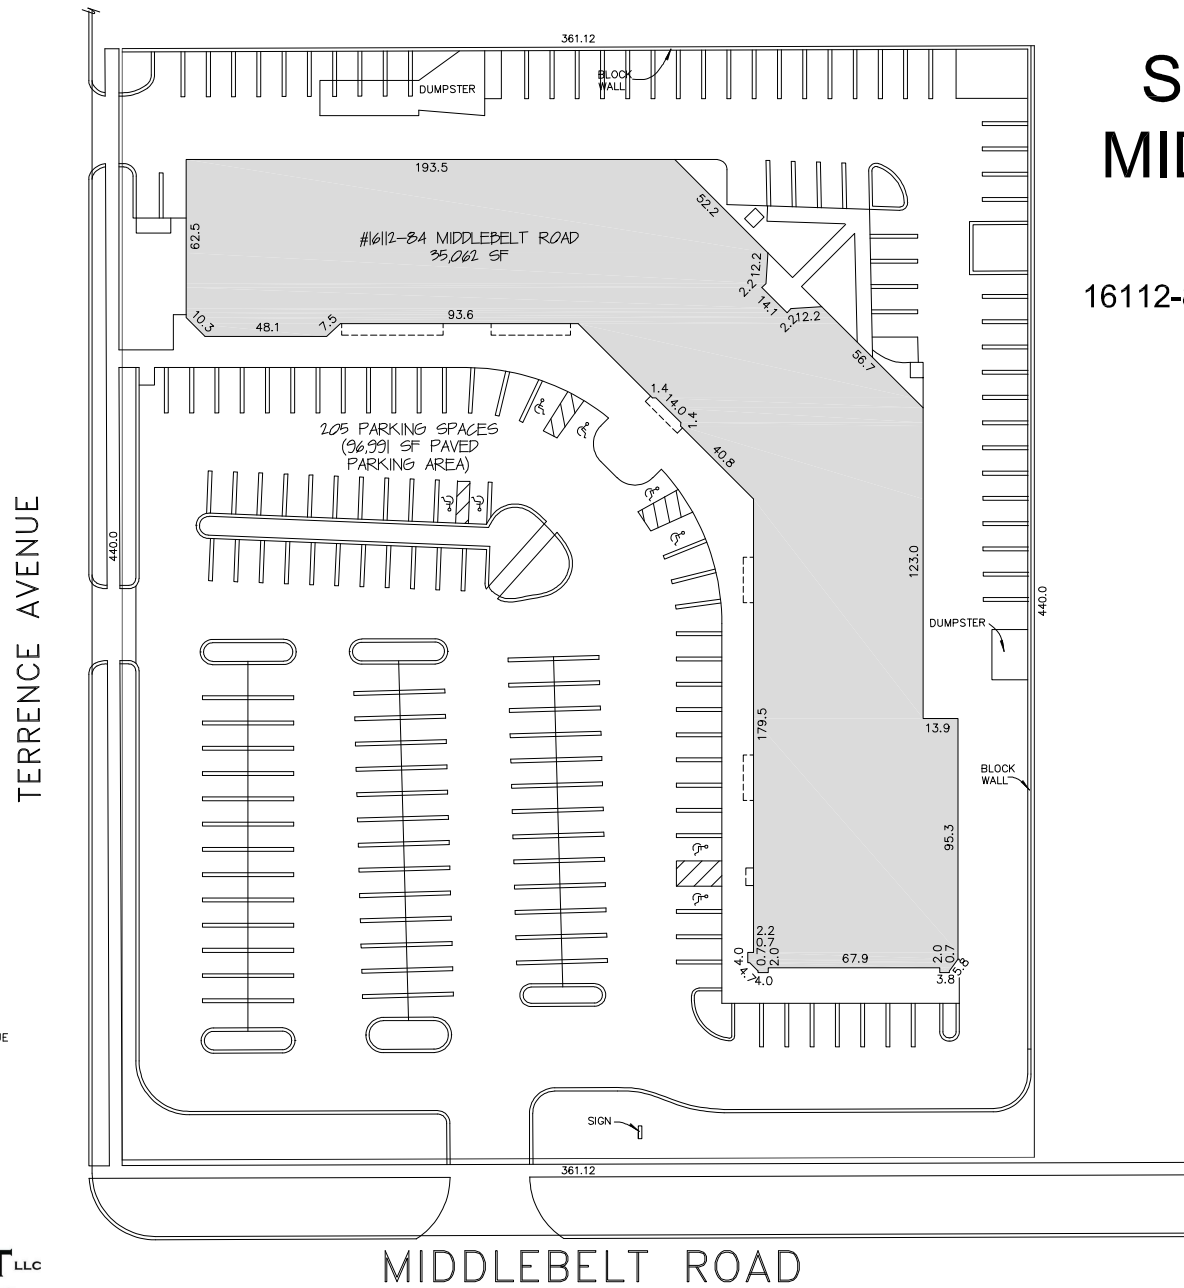 361.12
BLOCK
WALL
DUMPSTER
S
MID
193.5
52.2
62.5
#16112-84 MIDDLEBELT ROAD
35,062 SF
12.2
2.2
14.1
2.2
12.2
16112-8
10.3
48.1
7.5
93.6
56.7
1.4
14.0
40.8
205 PARKING SPACES
(96,991 SF PAVED
PARKING AREA)
TERRENCE AVENUE
440.0
123.0
440.0
DUMPSTER
179.5
13.9
BLOCK
WALL
95.3
2.2
0.7
4.0
0.7
2.0
4.7
4.0
67.9
2.0
0.7
3.8
5.8
UE
SIGN
361.12
T LLC
MIDDLEBELT ROAD